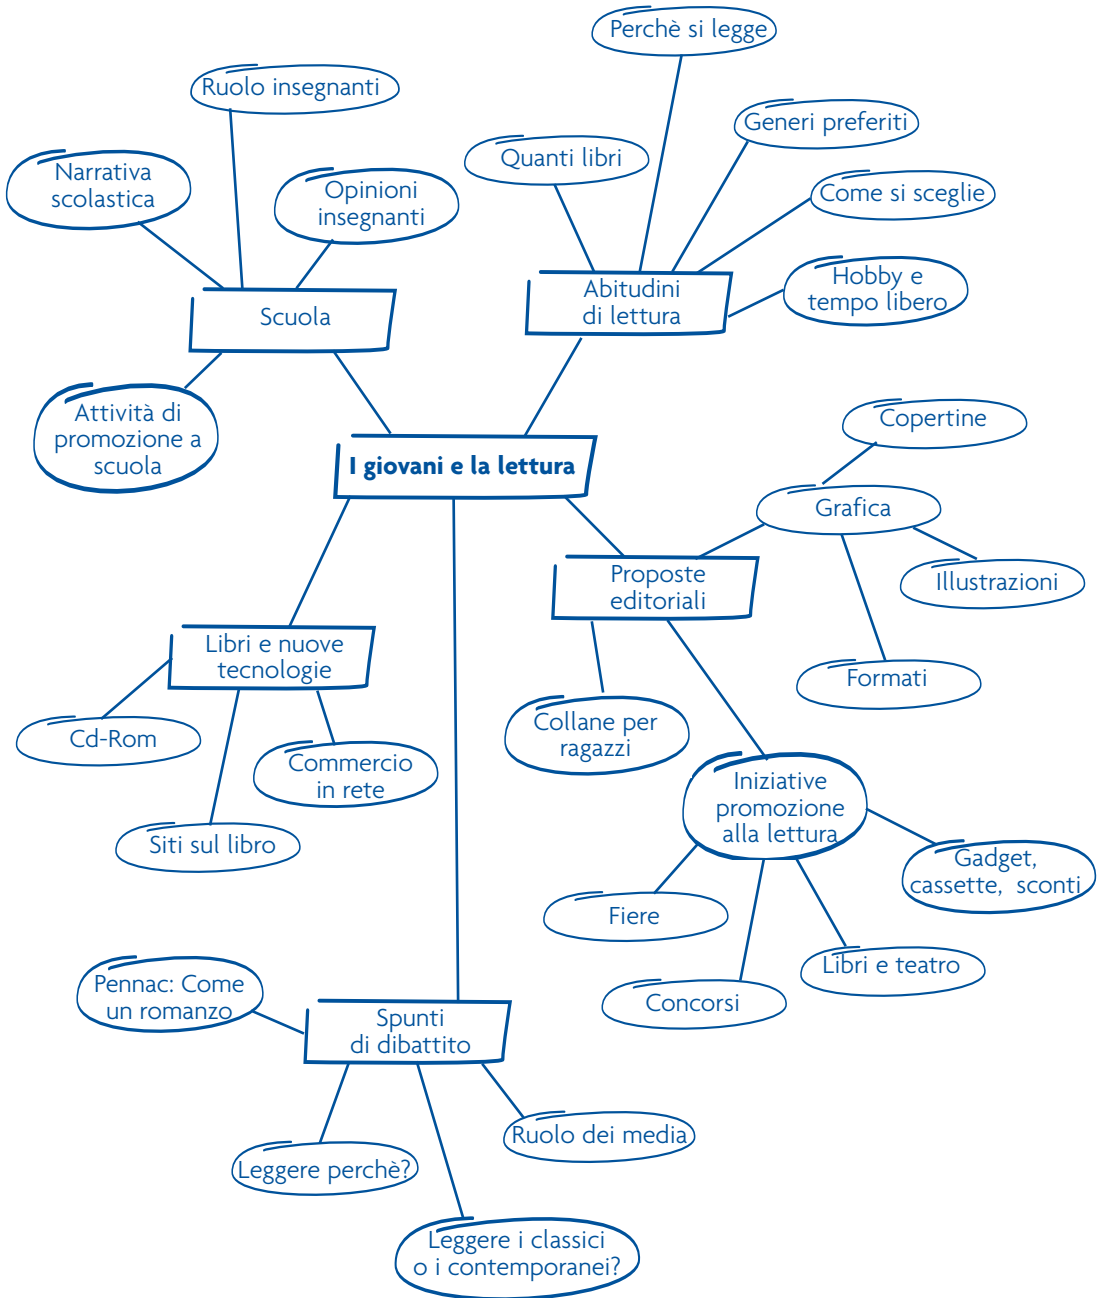 Perchè si legge
Ruolo insegnanti
Generi preferiti
Quanti libri
Narrativa
scolastica
Opinioni
insegnanti
Come si sceglie
Hobby e
tempo libero
Abitudini
di lettura
Scuola
Attività di
promozione a
scuola
Copertine
I giovani e la lettura
Grafica
Proposte
editoriali
Illustrazioni
Libri e nuove
tecnologie
Formati
Cd-Rom
Collane per
ragazzi
Commercio
in rete
Iniziative
promozione
alla lettura
Siti sul libro
Gadget,
cassette, sconti
Fiere
Libri e teatro
Concorsi
Pennac: Come
un romanzo
Spunti
di dibattito
Ruolo dei media
Leggere perchè?
Leggere i classici
o i contemporanei?